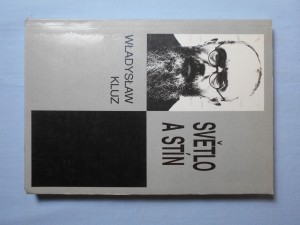 WŁADYSŁAW
KLUZ
SVĚTLO
A STÍN